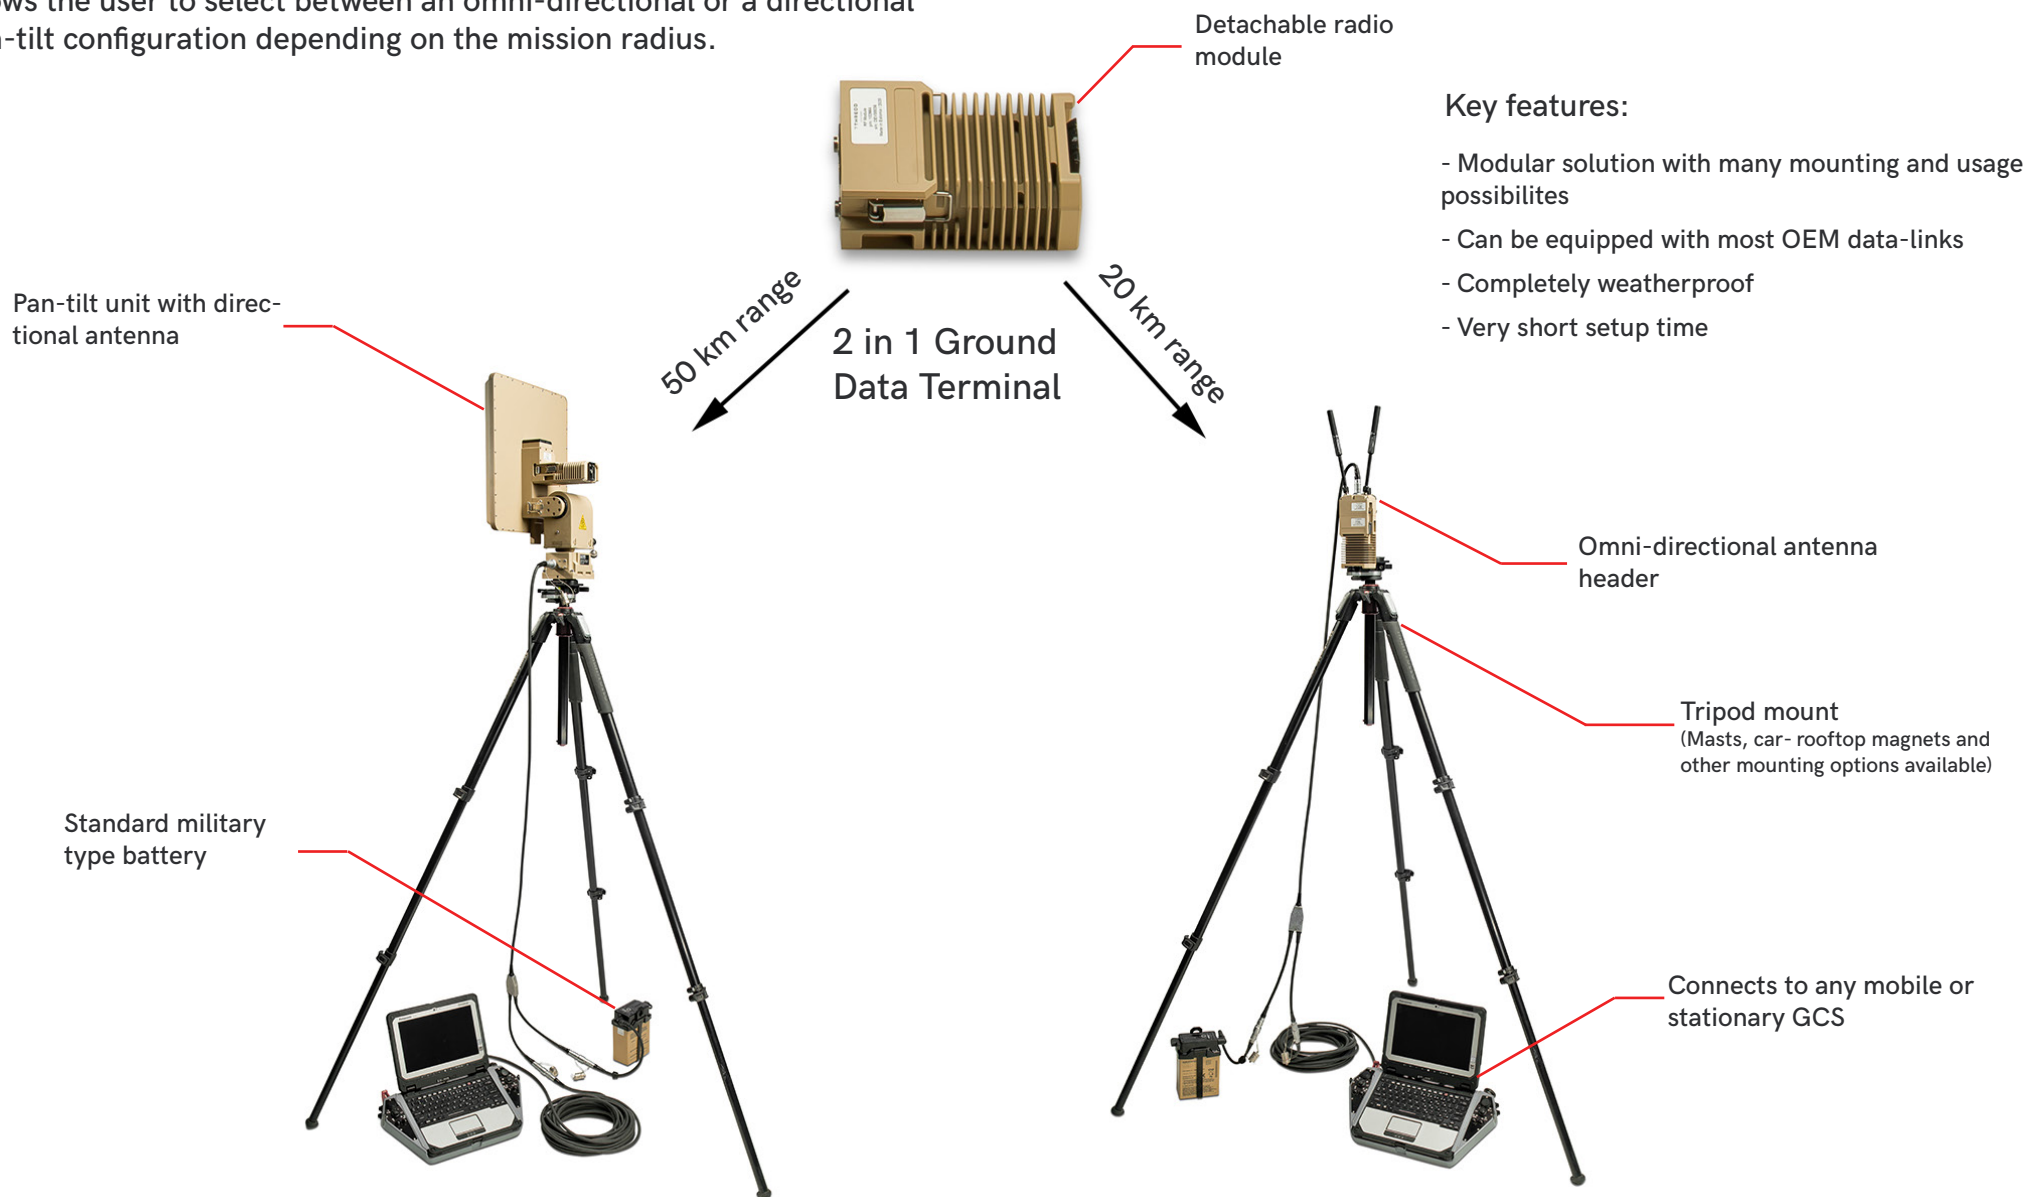 ows the user to select between an omni-directional or a directional
-tilt configuration depending on the mission radius.
Detachable radio
module
Key features:
- Modular solution with many mounting and usage
possibilites
- Can be equipped with most OEM data-links
- Completely weatherproof
- Very short setup time
50 km range
20 km range
2 in 1 Ground
Data Terminal
Pan-tilt unit with direc-
tional antenna
Omni-directional antenna
header
Tripod mount
(Masts, car- rooftop magnets and
other mounting options available)
Standard military
type battery
Connects to any mobile or
stationary GCS